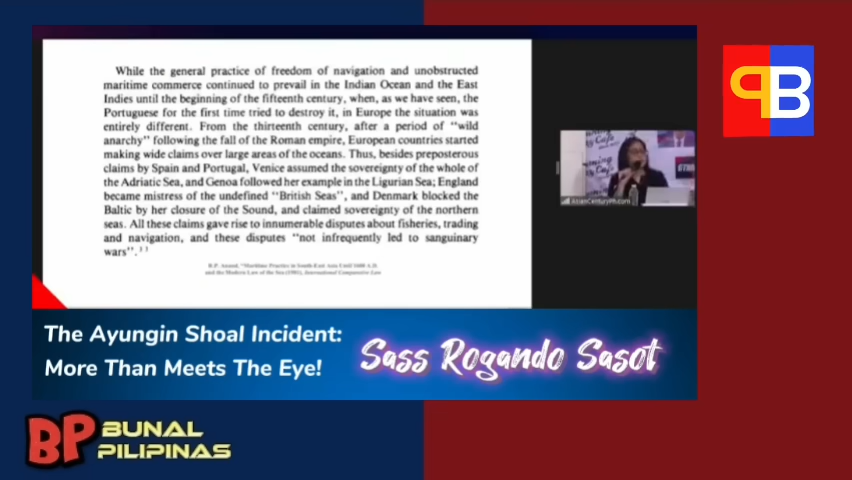 While the general practice of freedom of navigation and unobstructed
maritime commerce continued to prevail in the Indian Ocean and the East
Indies until the beginning of the fifteenth century, when, as we have seen, the
Portuguese for the first time tried to destroy it, in Europe the situation was
entirely different. From the thirteenth century, after a period of "wild
anarchy" following the fall of the Roman empire, European countries started
making wide claims over large areas of the oceans. Thus, besides preposterous
claims by Spain and Portugal, Venice assumed the sovereignty of the whole of
the Adriatic Sea, and Genoa followed her example in the Ligurian Sea; England
became mistress of the undefined "British Seas", and Denmark blocked the
Baltic by her closure of the Sound, and claimed sovereignty of the northern
seas. All these claims gave rise to innumerable disputes about fisheries, trading
and navigation, and these disputes "not infrequently led to sanguinary
wars".
and the Modern Law of the Sea
PB
AsianCenturyPH.com
The Ayungin Shoal Incident:
More Than Meets The Eye!
Sass Rogando Sasot
BP BUNAL
PILIPINAS